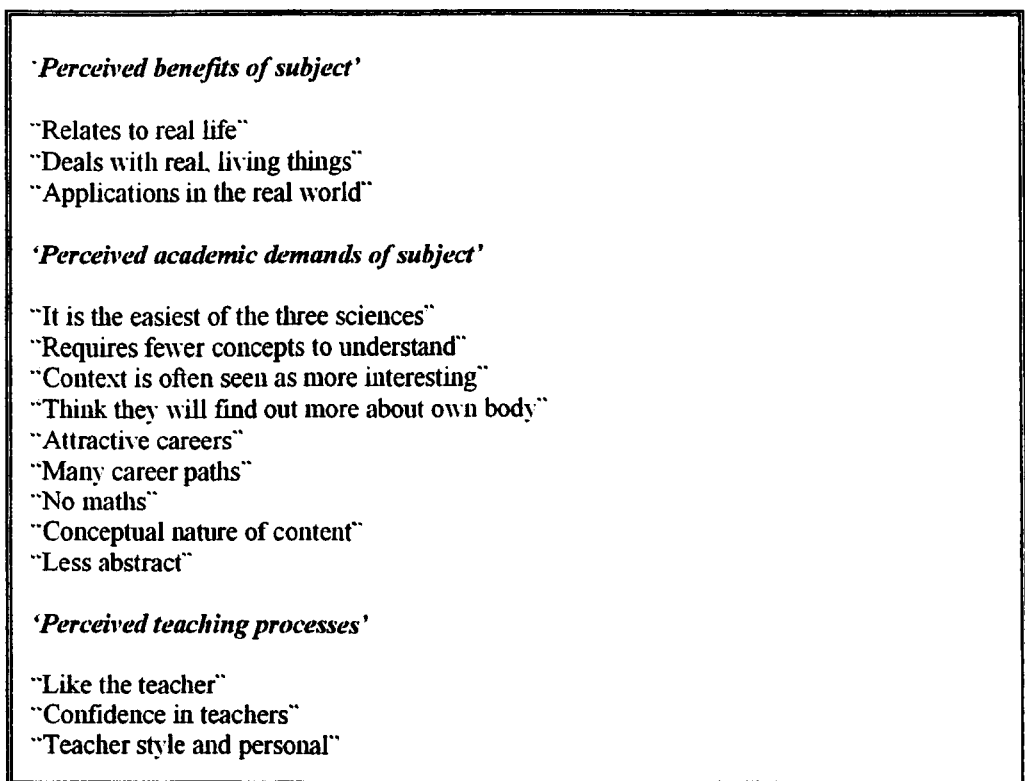 'Perceived benefits of subject'
"Relates to real life"
"Deals with real, living things"
"Applications in the real world"
'Perceived academic demands of subject'
"It is the easiest of the three sciences"
"Requires fewer concepts to understand"
"Context is often seen as more interesting"
"Think they will find out more about own body"
"Attractive careers"
"Many career paths"
"No maths"
"Conceptual nature of content"
"Less abstract"
'Perceived teaching processes'
"Like the teacher"
"Confidence in teachers"
"Teacher style and personal"